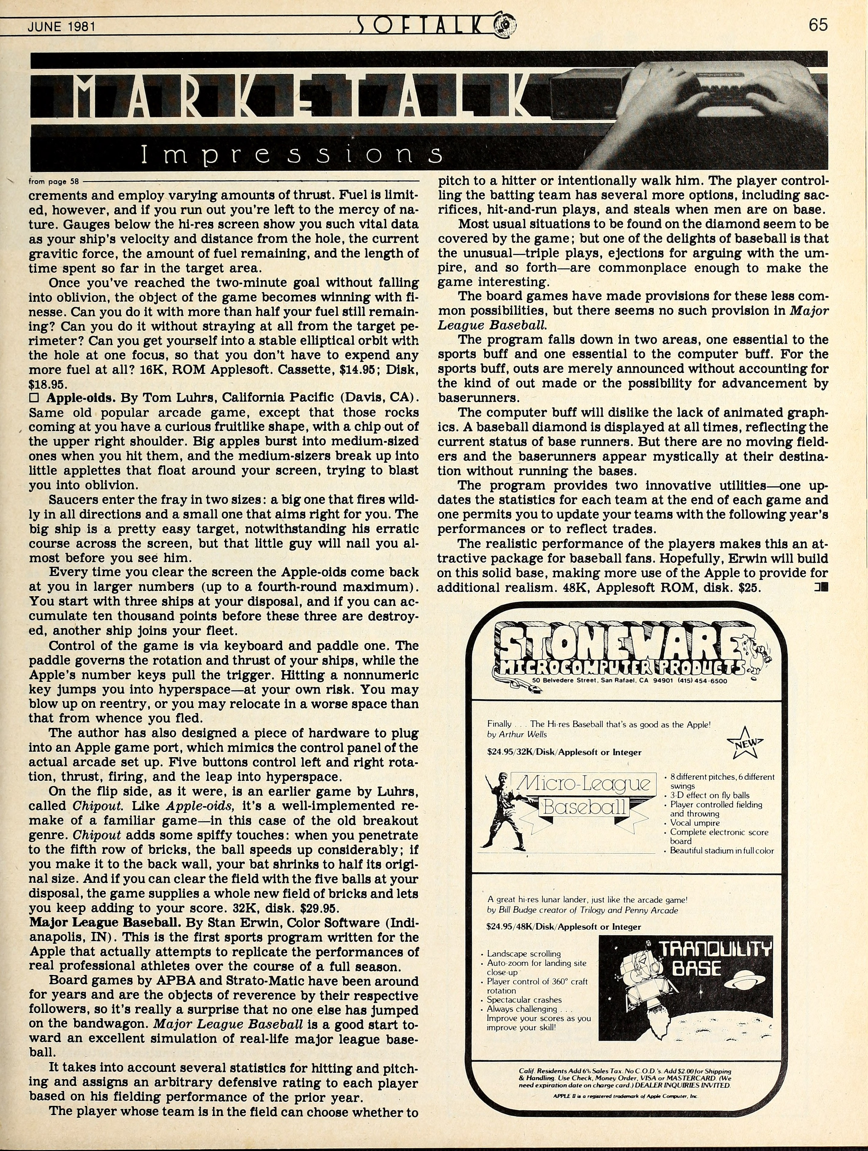 JUNE 1981
SOFTALK
65
MARKETALK
Impressions
from page 58
crements and employ varying amounts of thrust. Fuel is limit-
ed, however, and if you run out you're left to the mercy of na-
ture. Gauges below the hi-res screen show you such vital data
as your ship's velocity and distance from the hole, the current
gravitic force, the amount of fuel remaining, and the length of
time spent so far in the target area.
Once you've reached the two-minute goal without falling
into oblivion, the object of the game becomes winning with fi-
nesse. Can you do it with more than half your fuel still remain-
ing? Can you do it without straying at all from the target pe-
rimeter? Can you get yourself into a stable elliptical orbit with
the hole at one focus, so that you don't have to expend any
more fuel at all? 16K, ROM Applesoft. Cassette, $14.95; Disk,
$18.95.
□ Apple-oids. By Tom Luhrs, California Pacific (Davis, CA).
Same old popular arcade game, except that those rocks
coming at you have a curious fruitlike shape, with a chip out of
the upper right shoulder. Big apples burst into medium-sized
ones when you hit them, and the medium-sizers break up into
little applettes that float around your screen, trying to blast
you into oblivion.
Saucers enter the fray in two sizes: a big one that fires wild-
ly in all directions and a small one that aims right for you. The
big ship is a pretty easy target, notwithstanding his erratic
course across the screen, but that little guy will nail you al-
most before you see him.
Every time you clear the screen the Apple-oids come back
at you in larger numbers (up to a fourth-round maximum).
You start with three ships at your disposal, and if you can ac-
cumulate ten thousand points before these three are destroy-
ed, another ship joins your fleet.
Control of the game is via keyboard and paddle one. The
paddle governs the rotation and thrust of your ships, while the
Apple's number keys pull the trigger. Hitting a nonnumeric
key jumps you into hyperspace—at your own risk. You may
blow up on reentry, or you may relocate in a worse space than
that from whence you fled.
The author has also designed a piece of hardware to plug
into an Apple game port, which mimics the control panel of the
actual arcade set up. Five buttons control left and right rota-
tion, thrust, firing, and the leap into hyperspace.
On the flip side, as it were, is an earlier game by Luhrs,
called Chipout. Like Apple-oids, it's a well-implemented re-
make of a familiar game—in this case of the old breakout
genre. Chipout adds some spiffy touches: when you penetrate
to the fifth row of bricks, the ball speeds up considerably; if
you make it to the back wall, your bat shrinks to half its origi-
nal size. And if you can clear the field with the five balls at your
disposal, the game supplies a whole new field of bricks and lets
you keep adding to your score. 32K, disk. $29.95.
Major League Baseball. By Stan Erwin, Color Software (Indi-
anapolis, IN). This is the first sports program written for the
Apple that actually attempts to replicate the performances of
real professional athletes over the course of a full season.
Board games by APBA and Strato-Matic have been around
for years and are the objects of reverence by their respective
followers, so it's really a surprise that no one else has jumped
on the bandwagon. Major League Baseball is a good start to-
ward an excellent simulation of real-life major league base-
ball.
It takes into account several statistics for hitting and pitch-
ing and assigns an arbitrary defensive rating to each player
based on his fielding performance of the prior year.
The player whose team is in the field can choose whether to
pitch to a hitter or intentionally walk him. The player control-
ling the batting team has several more options, including sac-
rifices, hit-and-run plays, and steals when men are on base.
Most usual situations to be found on the diamond seem to be
covered by the game; but one of the delights of baseball is that
the unusual—triple plays, ejections for arguing with the um-
pire, and so forth—are commonplace enough to make the
game interesting.
The board games have made provisions for these less com-
mon possibilities, but there seems no such provision in Major
League Baseball.
The program falls down in two areas, one essential to the
sports buff and one essential to the computer buff. For the
sports buff, outs are merely announced without accounting for
the kind of out made or the possibility for advancement by
baserunners.
The computer buff will dislike the lack of animated graph-
ics. A baseball diamond is displayed at all times, reflecting the
current status of base runners. But there are no moving field-
ers and the baserunners appear mystically at their destina-
tion without running the bases.
The program provides two innovative utilities—one up-
dates the statistics for each team at the end of each game and
one permits you to update your teams with the following year's
performances or to reflect trades.
The realistic performance of the players makes this an at-
tractive package for baseball fans. Hopefully, Erwin will build
on this solid base, making more use of the Apple to provide for
additional realism. 48K, Applesoft ROM, disk. $25.
STONEWARE
MICROCOMPUTER PRODUCTS
50 Belvedere Street, San Rafael, CA 94901 (415) 454-6500
Finally . . . The Hi-res Baseball that's as good as the Apple!
by Arthur Wells
NEW
$24.95/32K/Disk/Applesoft or Integer
Micro-League
Baseball
• 8 different pitches, 6 different
swings
• 3-D effect on fly balls
• Player controlled fielding
and throwing
• Vocal umpire
• Complete electronic score
board
• Beautiful stadium in full color
A great hi-res lunar lander, just like the arcade game!
by Bill Budge creator of Trilogy and Penny Arcade
$24.95/48K/Disk/Applesoft or Integer
• Landscape scrolling
• Auto-zoom for landing site
close-up
• Player control of 360° craft
rotation
• Spectacular crashes
• Always challenging . . .
Improve your scores as you
improve your skill!
TRANQUILITY
BASE
Calif. Residents Add 6% Sales Tax. No C.O.D.'s. Add $2.00 for Shipping
& Handling. Use Check, Money Order, VISA or MASTERCARD. (We
need expiration date on charge card.) DEALER INQUIRIES INVITED
APPLE II is a registered trademark of Apple Computer, Inc.